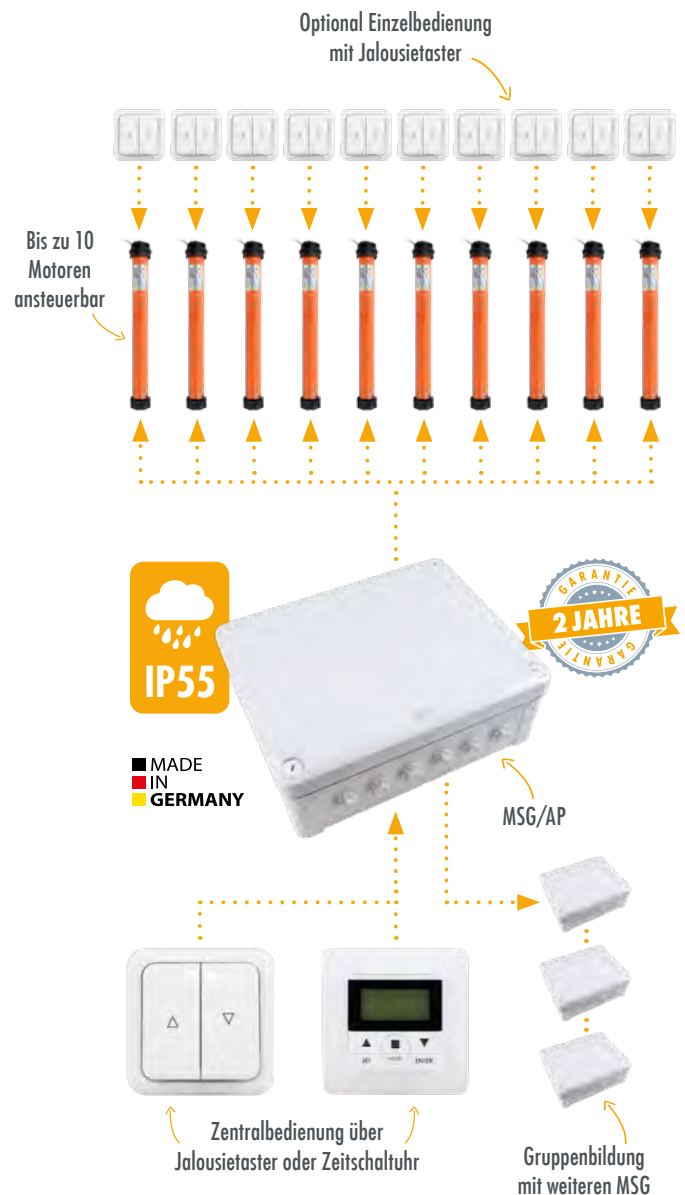 Optional Einzelbedienung
mit Jalousietaster
Bis zu 10
Motoren
ansteuerbar
IP55
GARANTIE
2 JAHRE
GARANTIE
MADE
IN
GERMANY
MSG/AP
SET
MODE
ENTER
Zentralbedienung über
Jalousietaster oder Zeitschaltuhr
Gruppenbildung
mit weiteren MSG